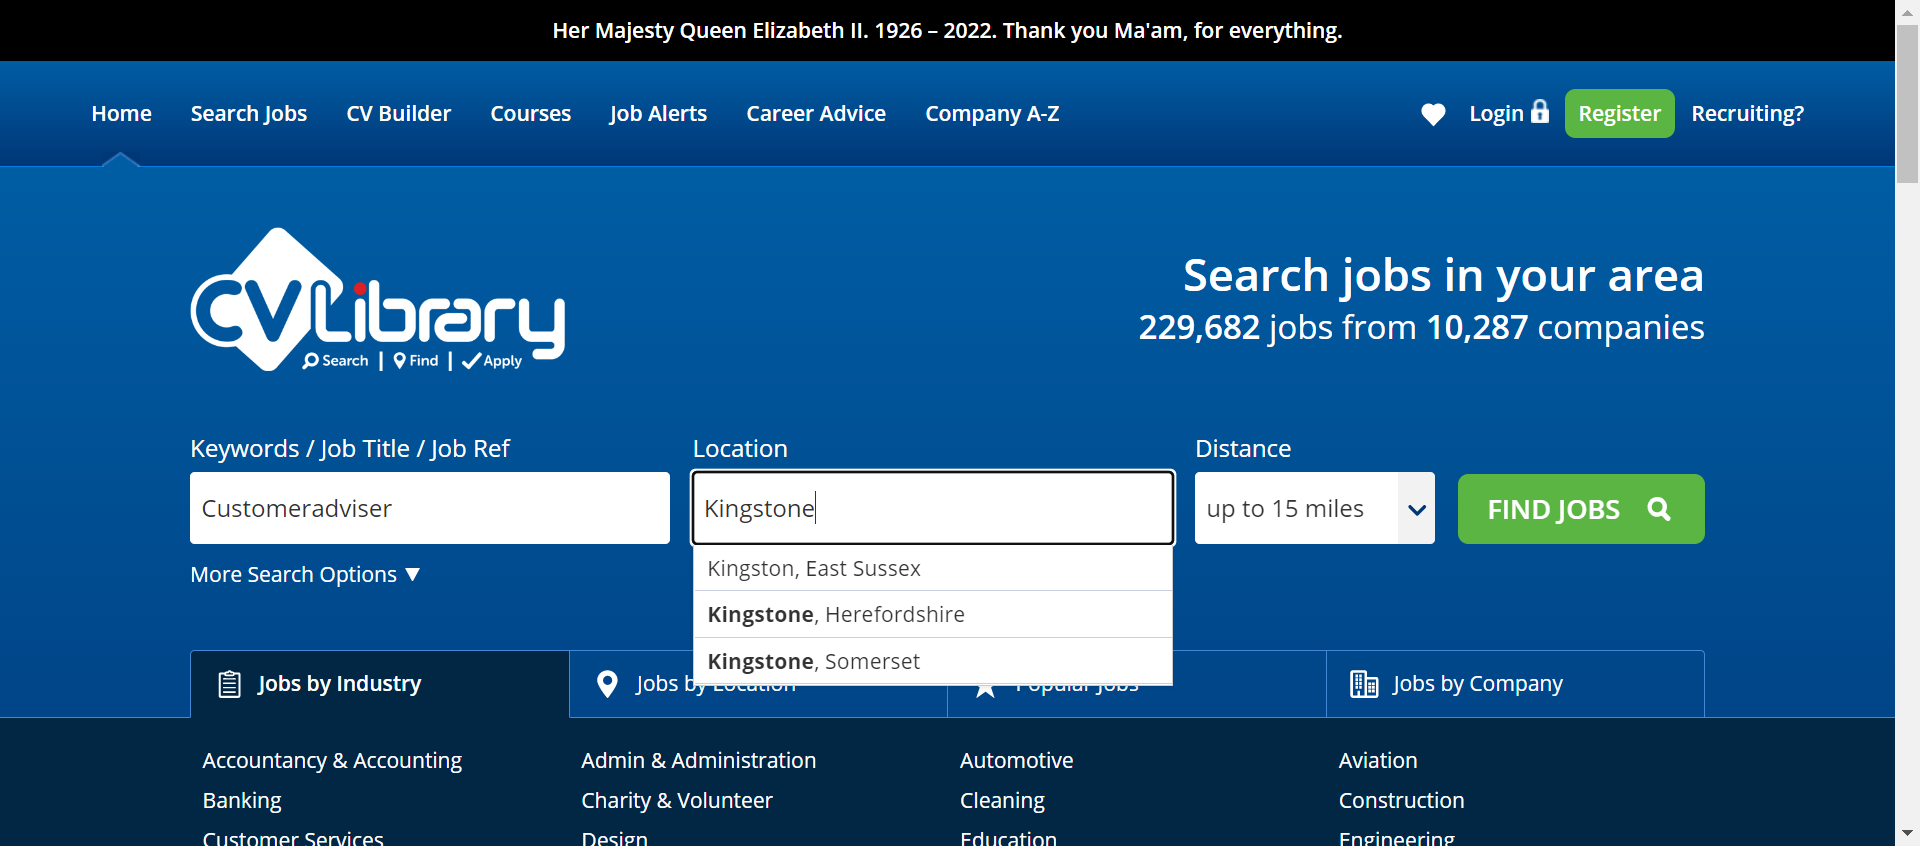 Her Majesty Queen Elizabeth II. 1926 – 2022. Thank you Ma'am, for everything.
Home Search Jobs CV Builder Courses Job Alerts Career Advice Company A-Z Login Register Recruiting?
CVLibrary
Search | Find | Apply
Search jobs in your area
229,682 jobs from 10,287 companies
Keywords / Job Title / Job Ref Location Distance
Customeradviser Kingstone up to 15 miles FIND JOBS
More Search Options ▼
Kingston, East Sussex
Kingstone, Herefordshire
Kingstone, Somerset
Jobs by Industry Jobs by Location Popular Jobs Jobs by Company
Accountancy & Accounting Admin & Administration Automotive Aviation
Banking Charity & Volunteer Cleaning Construction
Customer Services Design Education Engineering